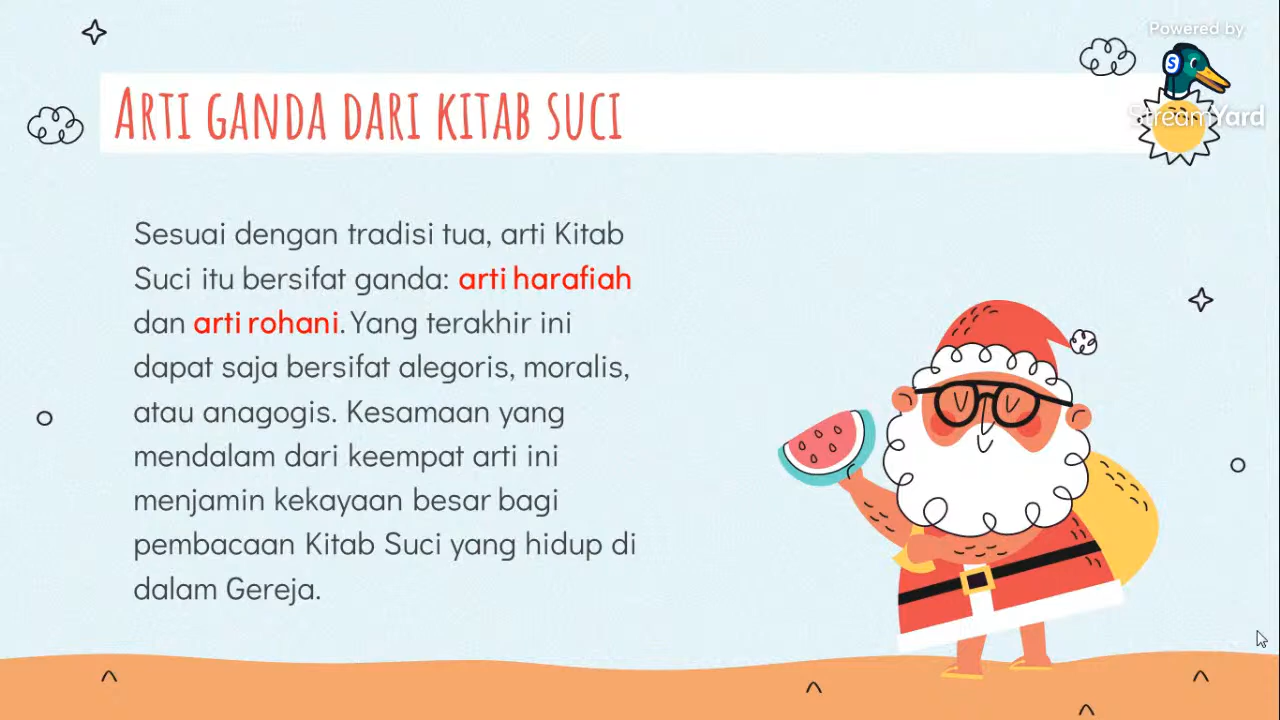 Powered by
S
StreamYard
ARTI GANDA DARI KITAB SUCI
Sesuai dengan tradisi tua, arti Kitab
Suci itu bersifat ganda: arti harafiah
dan arti rohani. Yang terakhir ini
dapat saja bersifat alegoris, moralis,
atau anagogis. Kesamaan yang
mendalam dari keempat arti ini
menjamin kekayaan besar bagi
pembacaan Kitab Suci yang hidup di
dalam Gereja.